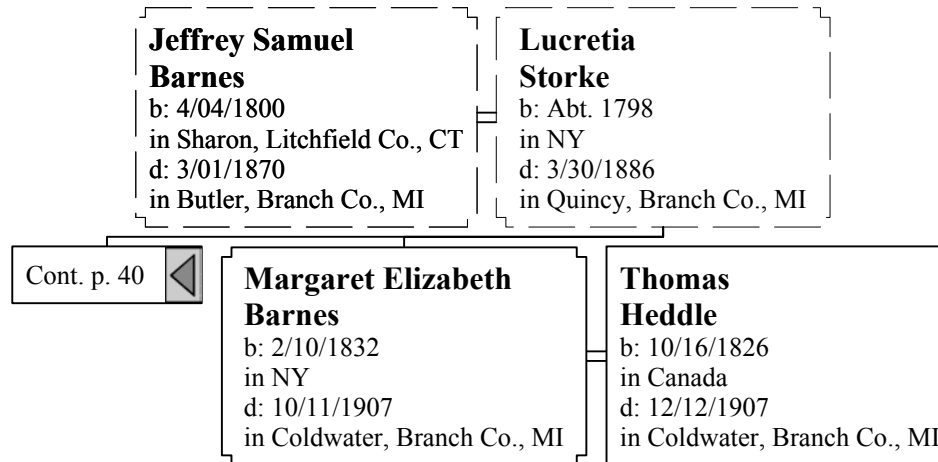 Jeffrey Samuel
Barnes
b: 4/04/1800
in Sharon, Litchfield Co., CT
d: 3/01/1870
in Butler, Branch Co., MI
Lucretia
Storke
b: Abt. 1798
in NY
d: 3/30/1886
in Quincy, Branch Co., MI
Cont. p. 40
Margaret Elizabeth
Barnes
b: 2/10/1832
in NY
d: 10/11/1907
in Coldwater, Branch Co., MI
Thomas
Heddle
b: 10/16/1826
in Canada
d: 12/12/1907
in Coldwater, Branch Co., MI